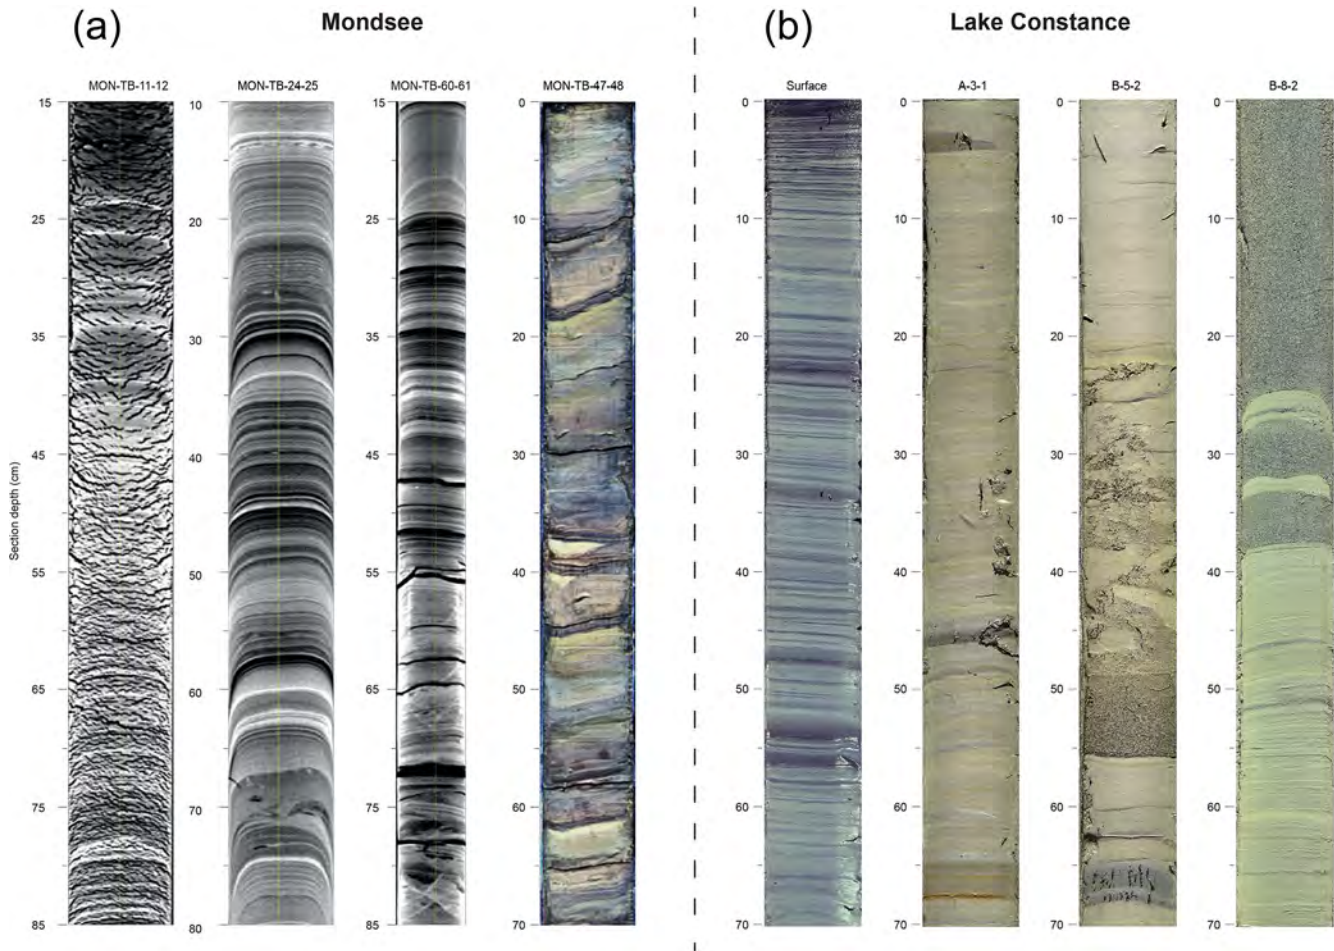 (a) Mondsee (b) Lake Constance
MON-TB-11-12 MON-TB-24-25 MON-TB-60-61 MON-TB-47-48 Surface A-3-1 B-5-2 B-8-2
15 10 15 0 0 0 0 0
25 20 25 10 10 10 10 10
35 30 35 20 20 20 20 20
45 40 45 30 30 30 30 30
Section depth (cm)
55 50 55 40 40 40 40 40
65 60 65 50 50 50 50 50
75 70 75 60 60 60 60 60
85 80 85 70 70 70 70 70